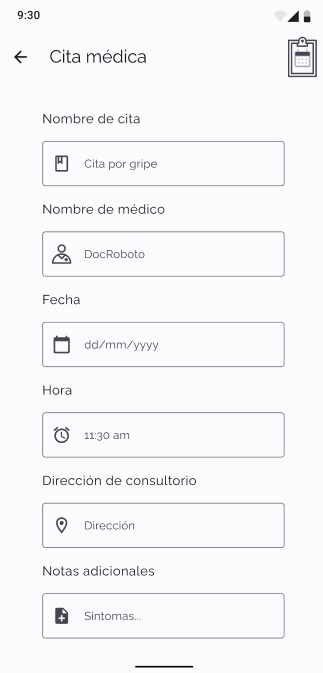 9:30
Cita médica
Nombre de cita
Cita por gripe
Nombre de médico
DocRoboto
Fecha
dd/mm/yyyy
Hora
11:30 am
Dirección de consultorio
Dirección
Notas adicionales
Sintomas...